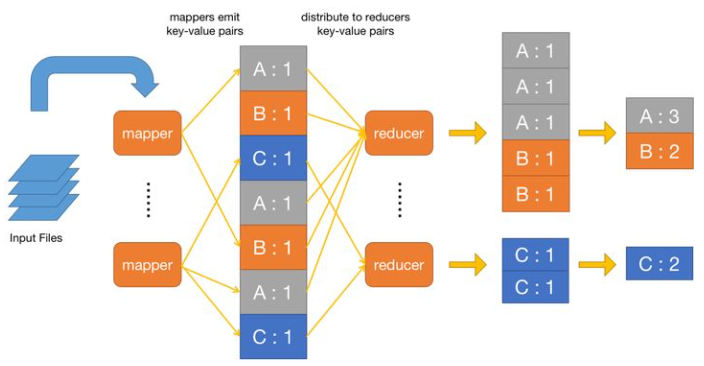 mappers emit
key-value pairs
distribute to reducers
key-value pairs
Input Files
mapper
mapper
A : 1
B : 1
C : 1
A : 1
B : 1
A : 1
C : 1
reducer
reducer
A : 1
A : 1
A : 1
B : 1
B : 1
C : 1
C : 1
A : 3
B : 2
C : 2